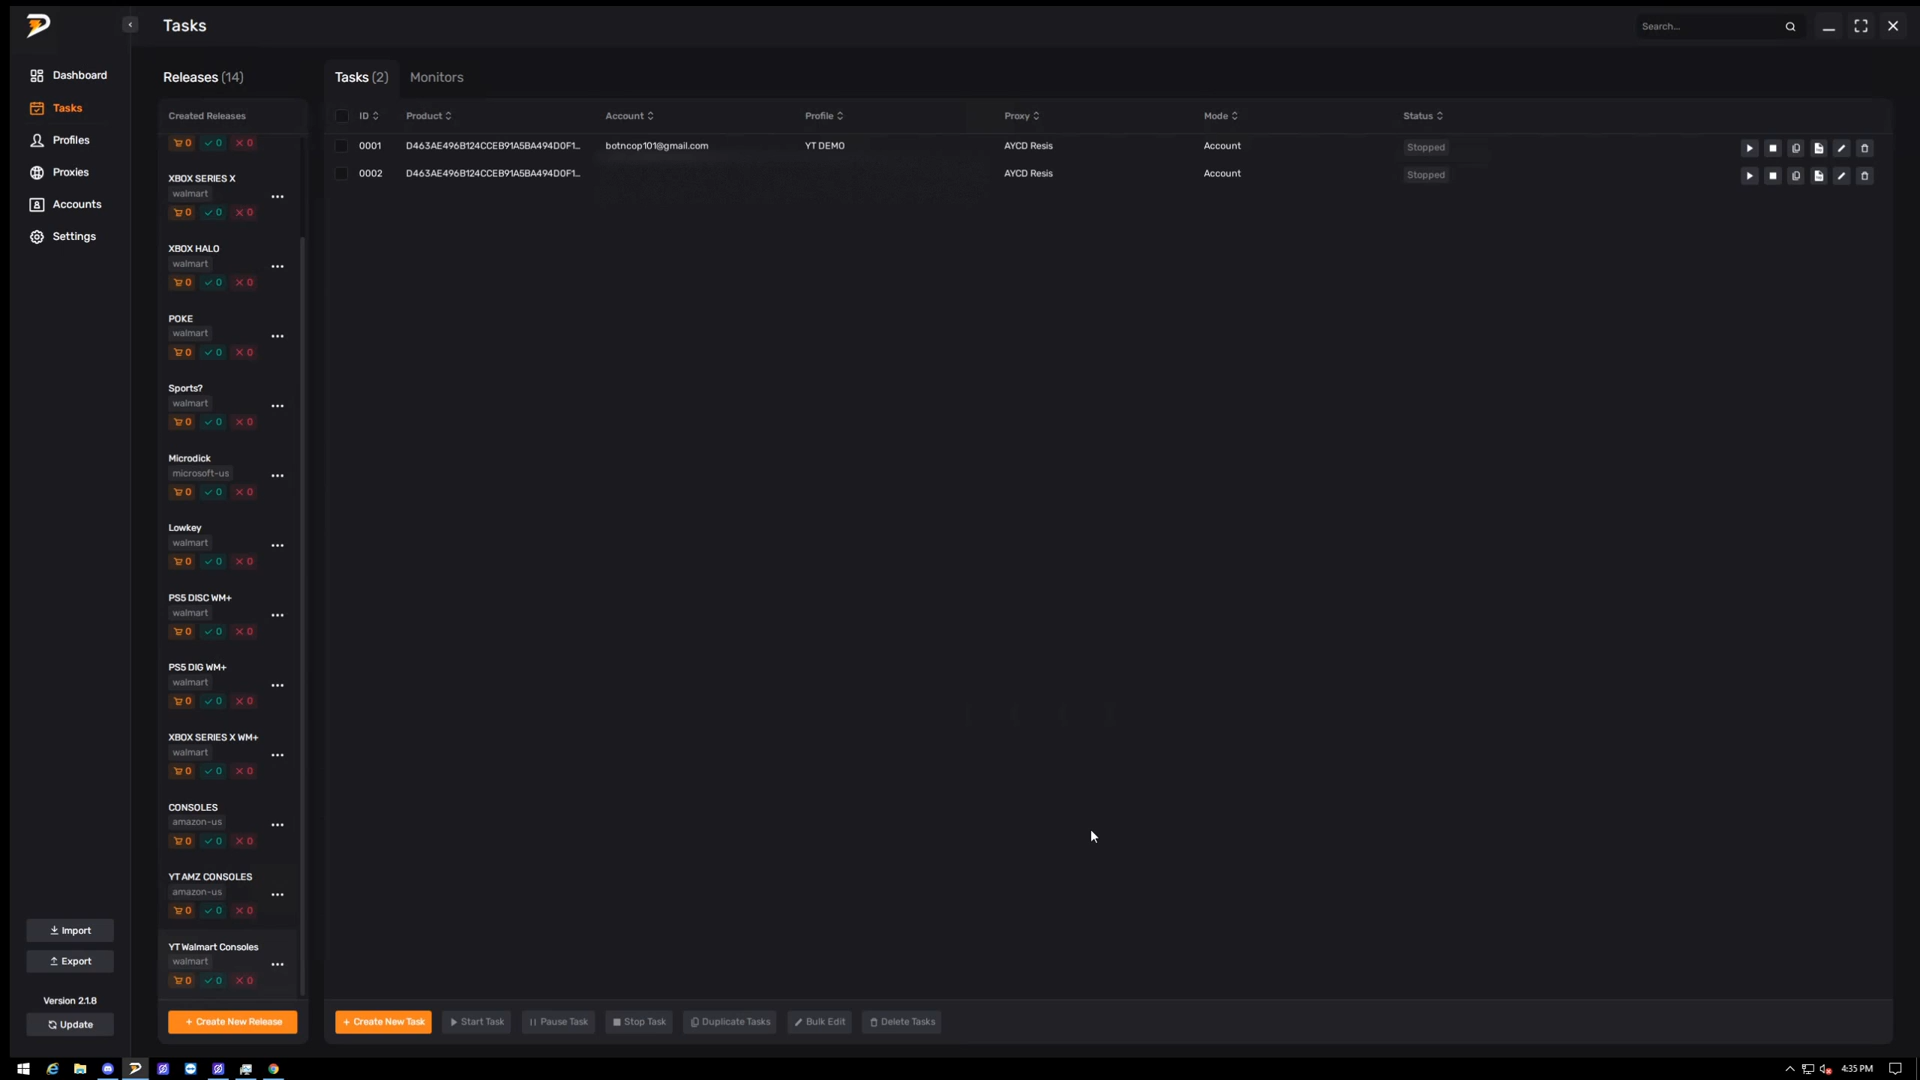 Tasks
Search...
Dashboard
Tasks
Profiles
Proxies
Accounts
Settings
Import
Export
Version 2.1.8
Update
Releases (14)
Created Releases
0 0 0
XBOX SERIES X
walmart
0 0 0
XBOX HALO
walmart
0 0 0
POKE
walmart
0 0 0
Sports?
walmart
0 0 0
Microdick
microsoft-us
0 0 0
Lowkey
walmart
0 0 0
PS5 DISC WM+
walmart
0 0 0
PS5 DIG WM+
walmart
0 0 0
XBOX SERIES X WM+
walmart
0 0 0
CONSOLES
amazon-us
0 0 0
YT AMZ CONSOLES
amazon-us
0 0 0
YT Walmart Consoles
walmart
0 0 0
+ Create New Release
Tasks (2) Monitors
ID Product Account Profile Proxy Mode Status
0001 D463AE496B124CCEB91A5BA494D0F1... botncop101@gmail.com YT DEMO AYCD Resis Account Stopped
0002 D463AE496B124CCEB91A5BA494D0F1... AYCD Resis Account Stopped
+ Create New Task Start Task Pause Task Stop Task Duplicate Tasks Bulk Edit Delete Tasks
4:35 PM